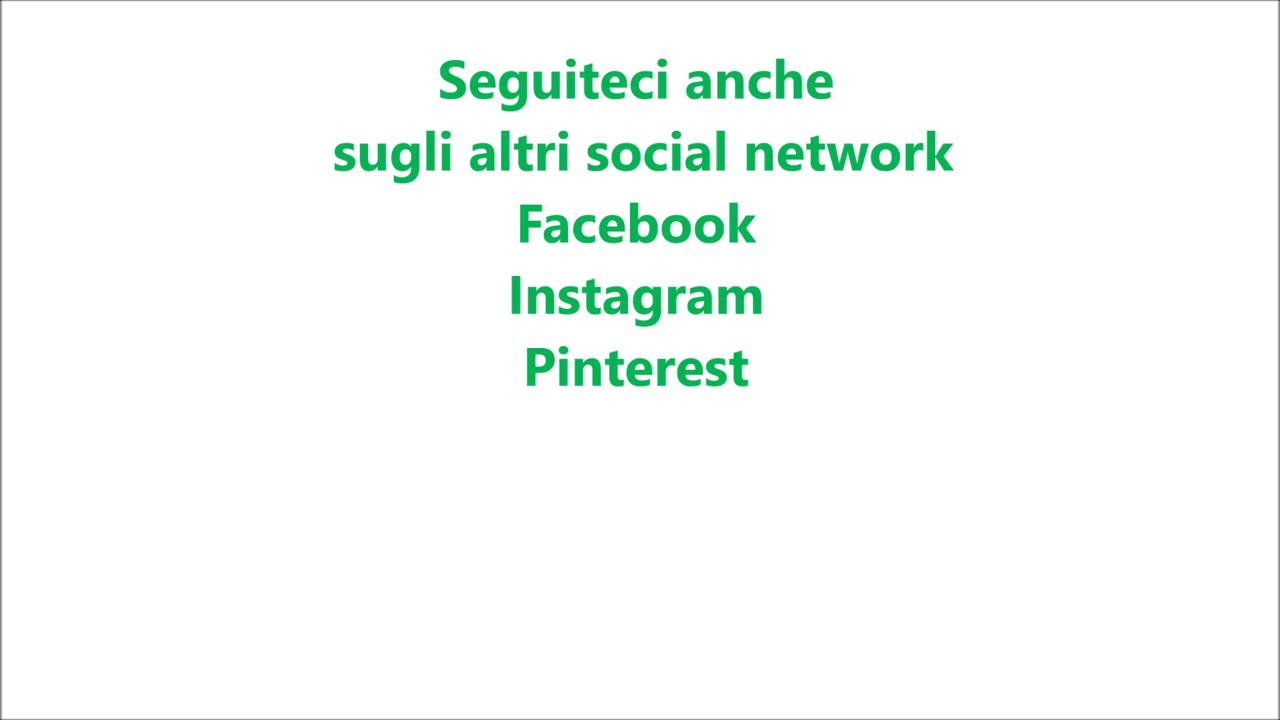 Seguiteci anche
sugli altri social network
Facebook
Instagram
Pinterest